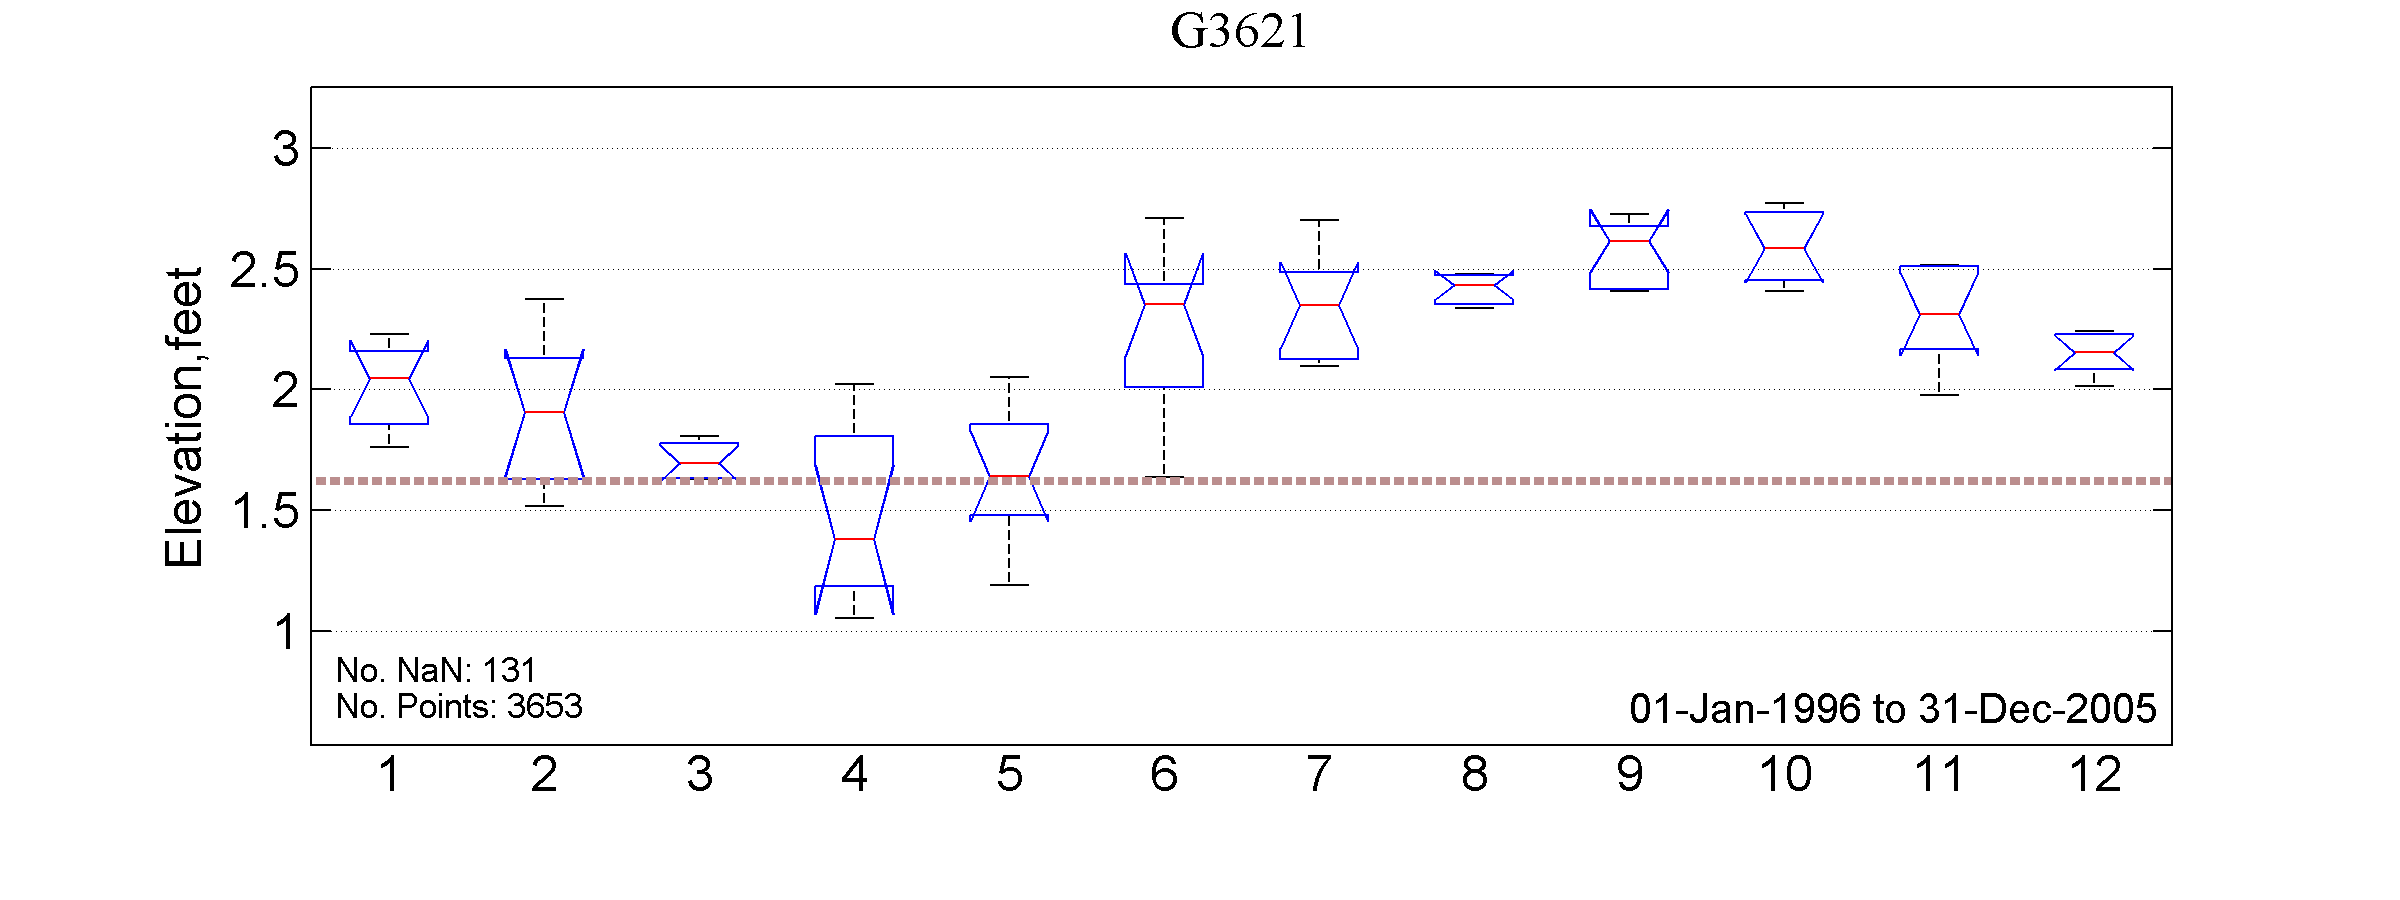 G3621
Elevation,feet
3
2.5
2
1.5
1
No. NaN: 131
No. Points: 3653
01-Jan-1996 to 31-Dec-2005
1 2 3 4 5 6 7 8 9 10 11 12